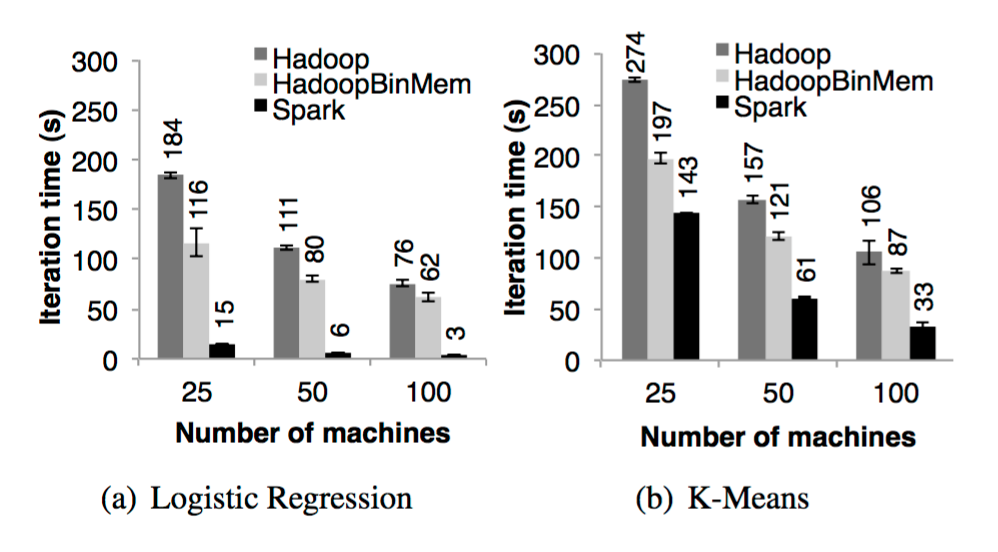 Iteration time (s)
300
250
200
150
100
50
0
Hadoop
HadoopBinMem
Spark
184
116
15
111
80
6
76
62
3
25 50 100
Number of machines
(a) Logistic Regression
Iteration time (s)
300
250
200
150
100
50
0
Hadoop
HadoopBinMem
Spark
274
197
143
157
121
61
106
87
33
25 50 100
Number of machines
(b) K-Means